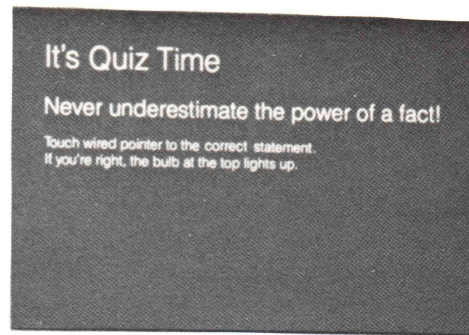 It's Quiz Time
Never underestimate the power of a fact!
Touch wired pointer to the correct statement.
If you're right, the bulb at the top lights up.